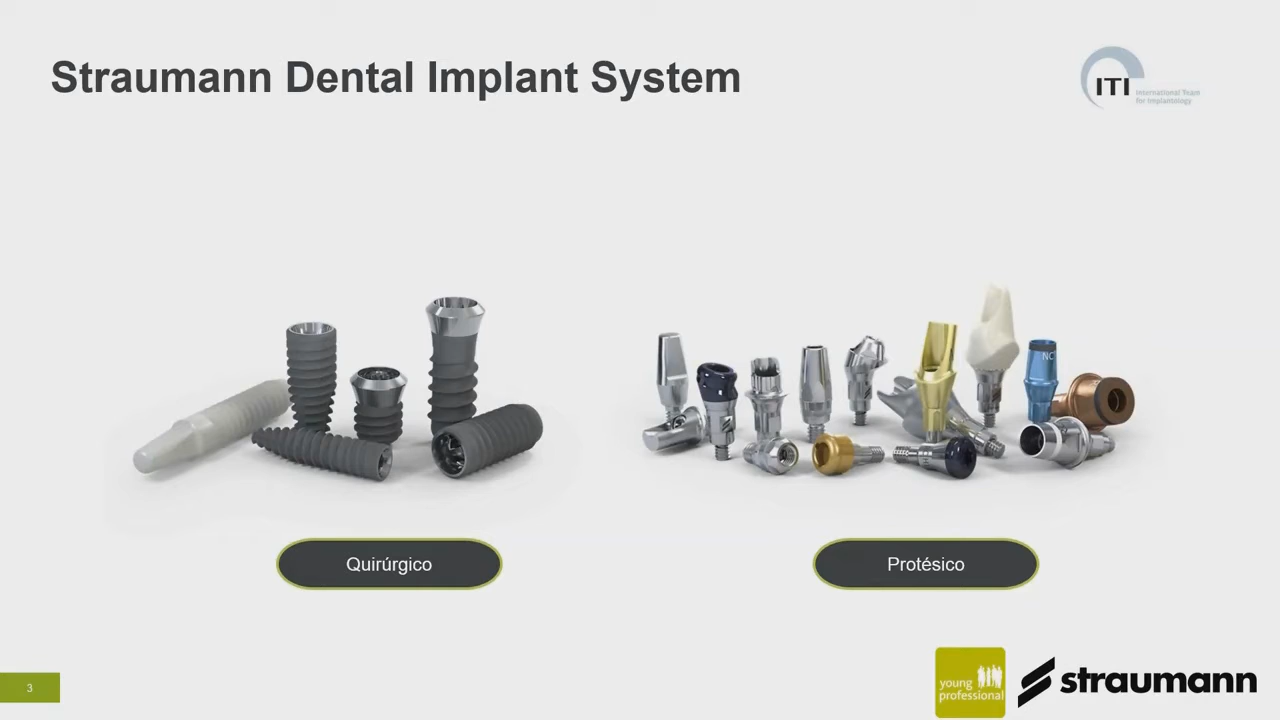 Straumann Dental Implant System
ITI
International Team
for Implantology
NC
Quirúrgico
Protésico
3
young
professional
straumann